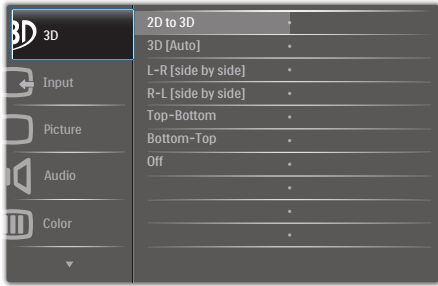 3D
3D
Input
Picture
Audio
Color
2D to 3D
3D [Auto]
L-R [side by side]
R-L [side by side]
Top-Bottom
Bottom-Top
Off